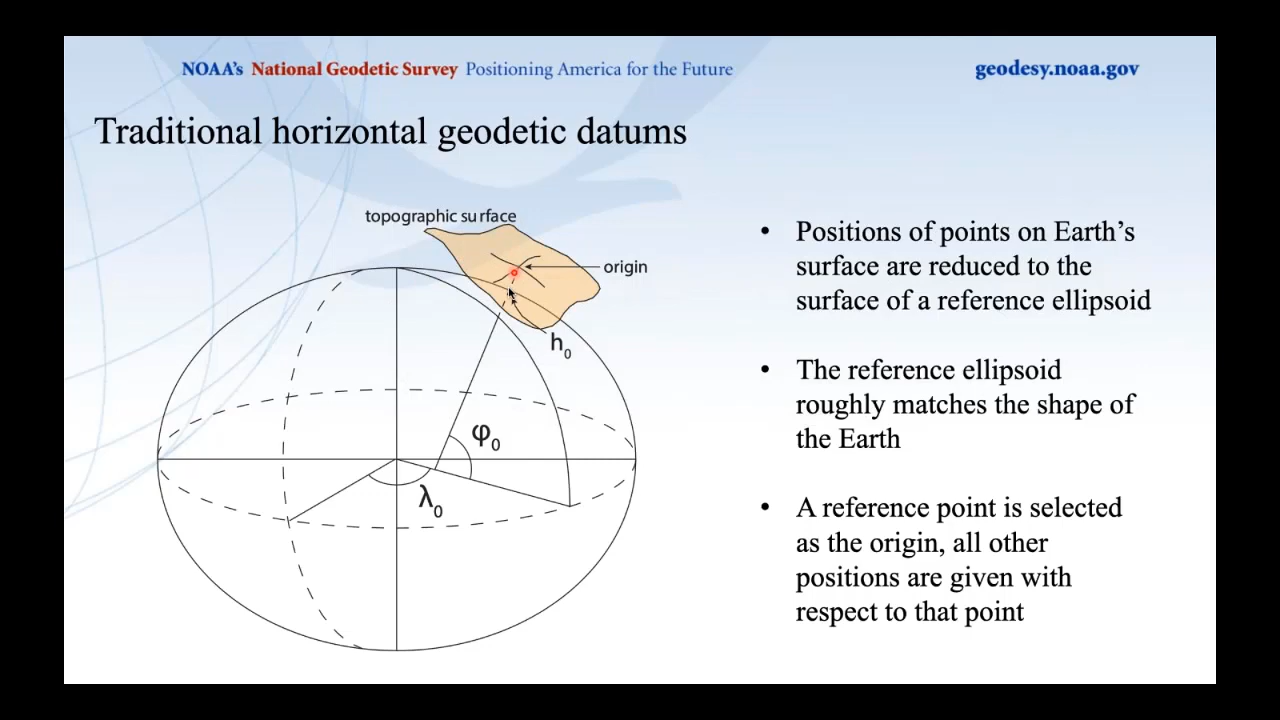 NOAA's National Geodetic Survey Positioning America for the Future
geodesy.noaa.gov
Traditional horizontal geodetic datums
topographic surface
origin
h₀
φ₀
λ₀
• Positions of points on Earth's
surface are reduced to the
surface of a reference ellipsoid
• The reference ellipsoid
roughly matches the shape of
the Earth
• A reference point is selected
as the origin, all other
positions are given with
respect to that point